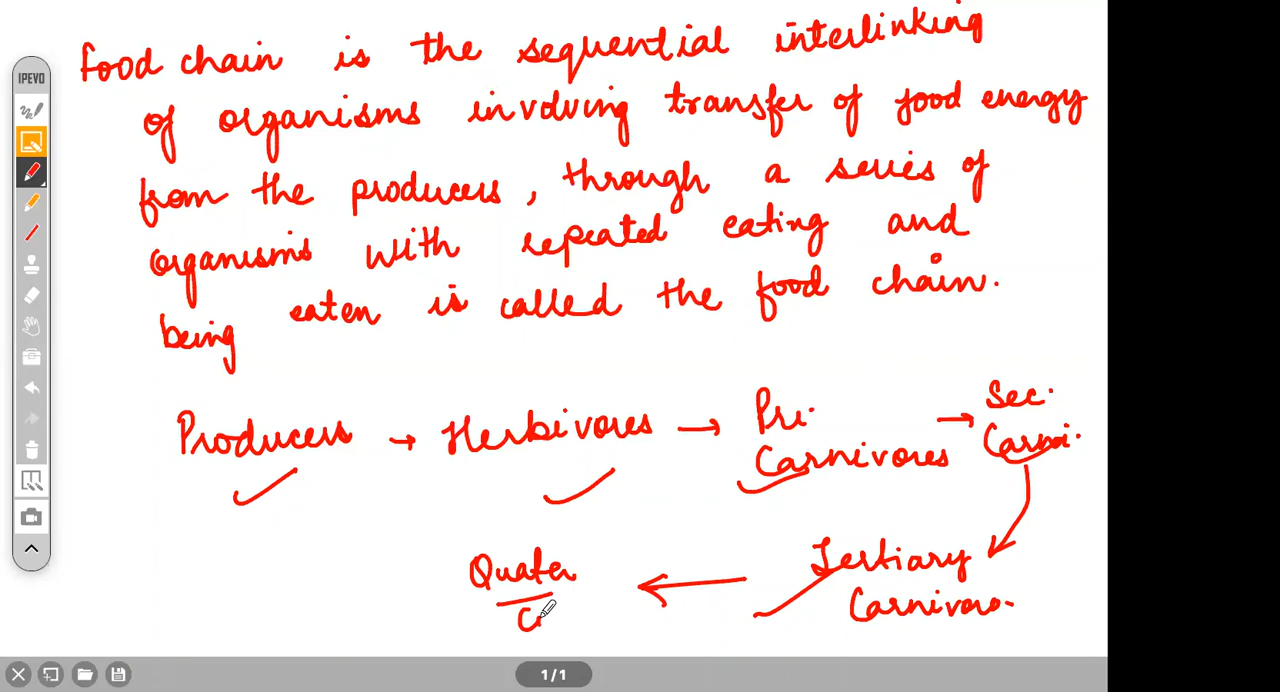 IPEVO
food chain is the sequential interlinking
of organisms involving transfer of food energy
from the producers, through a series of
organisms with repeated eating and
being eaten is called the food chain.
Producers → Herbivores → Pri. Carnivores → Sec. Carni.
Tertiary Carnivoro.
Quater C
1/1